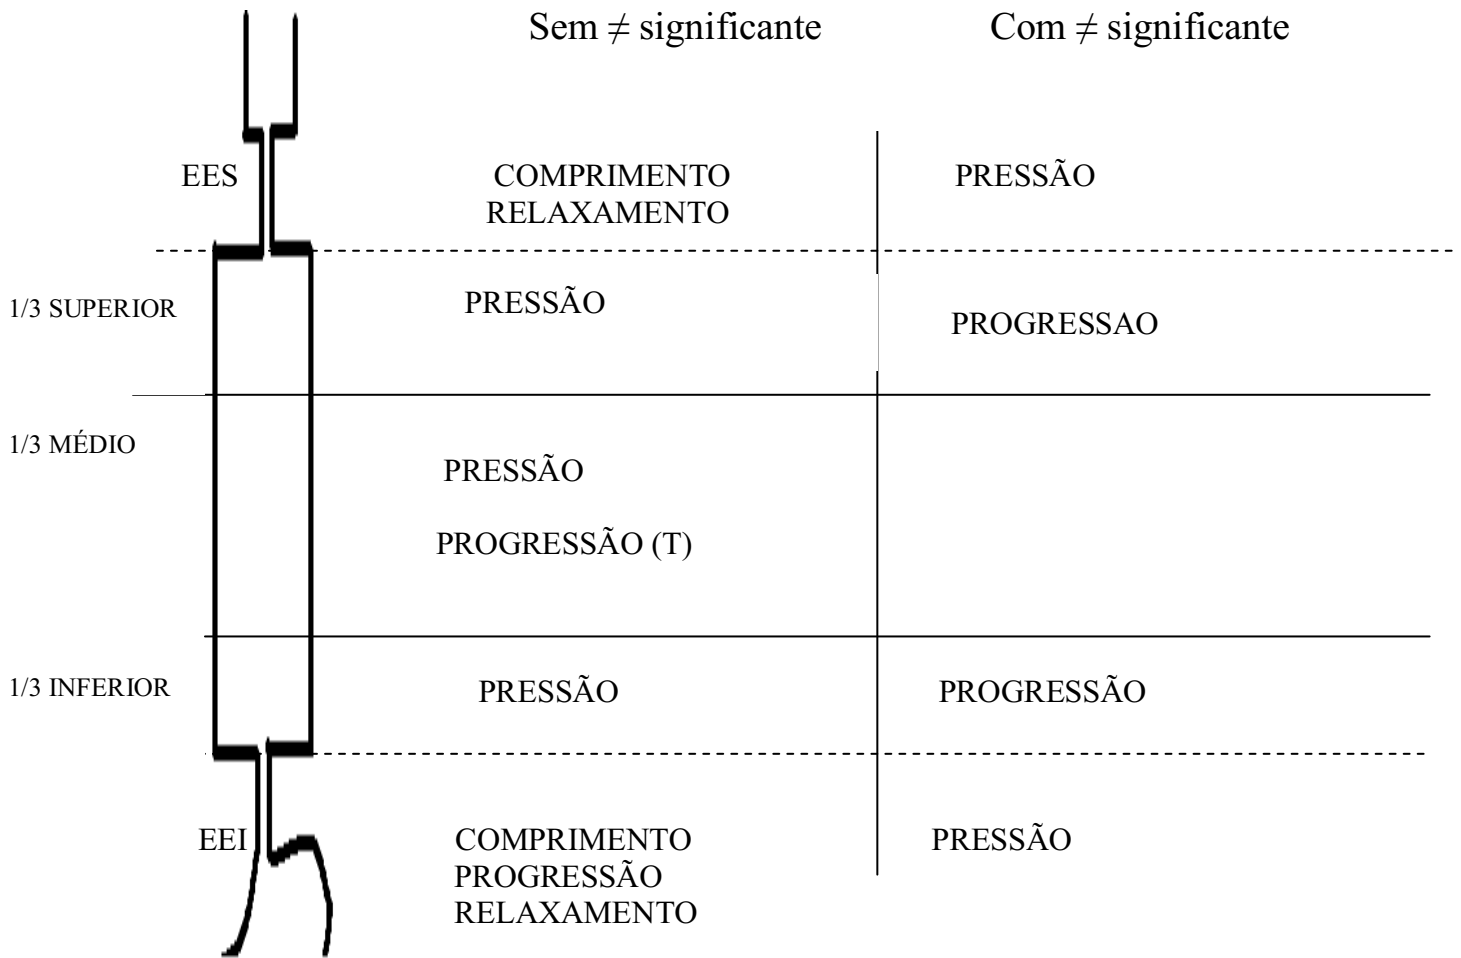 Sem ≠ significante Com ≠ significante
EES COMPRIMENTO PRESSÃO
RELAXAMENTO
1/3 SUPERIOR PRESSÃO PROGRESSAO
1/3 MÉDIO
PRESSÃO
PROGRESSÃO (T)
1/3 INFERIOR PRESSÃO PROGRESSÃO
EEI COMPRIMENTO PRESSÃO
PROGRESSÃO
RELAXAMENTO